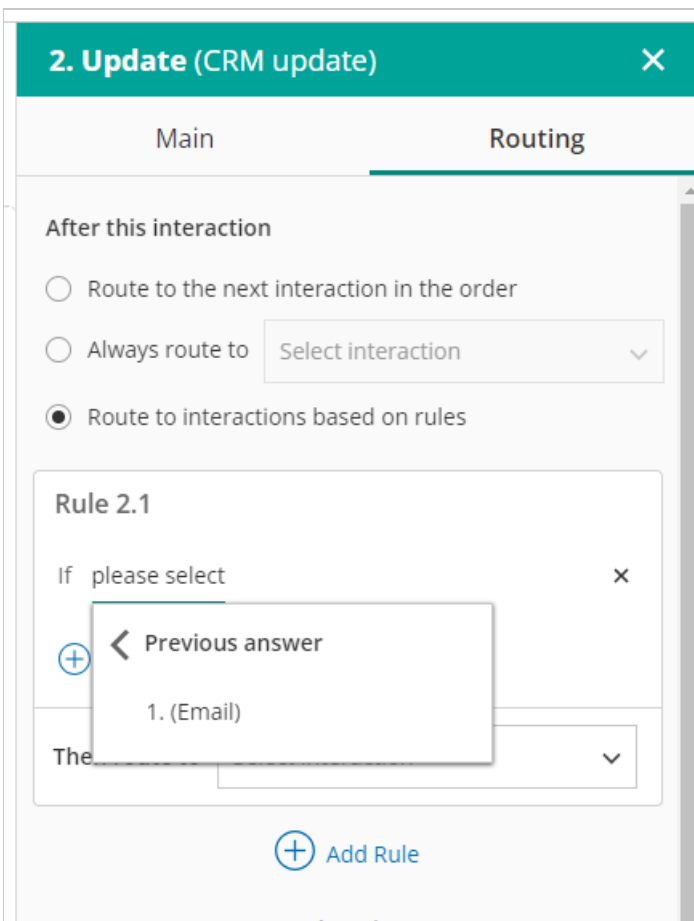 2. Update (CRM update)
Main Routing
After this interaction
Route to the next interaction in the order
Always route to Select interaction
Route to interactions based on rules
Rule 2.1
If please select
Previous answer
1. (Email)
Add Rule